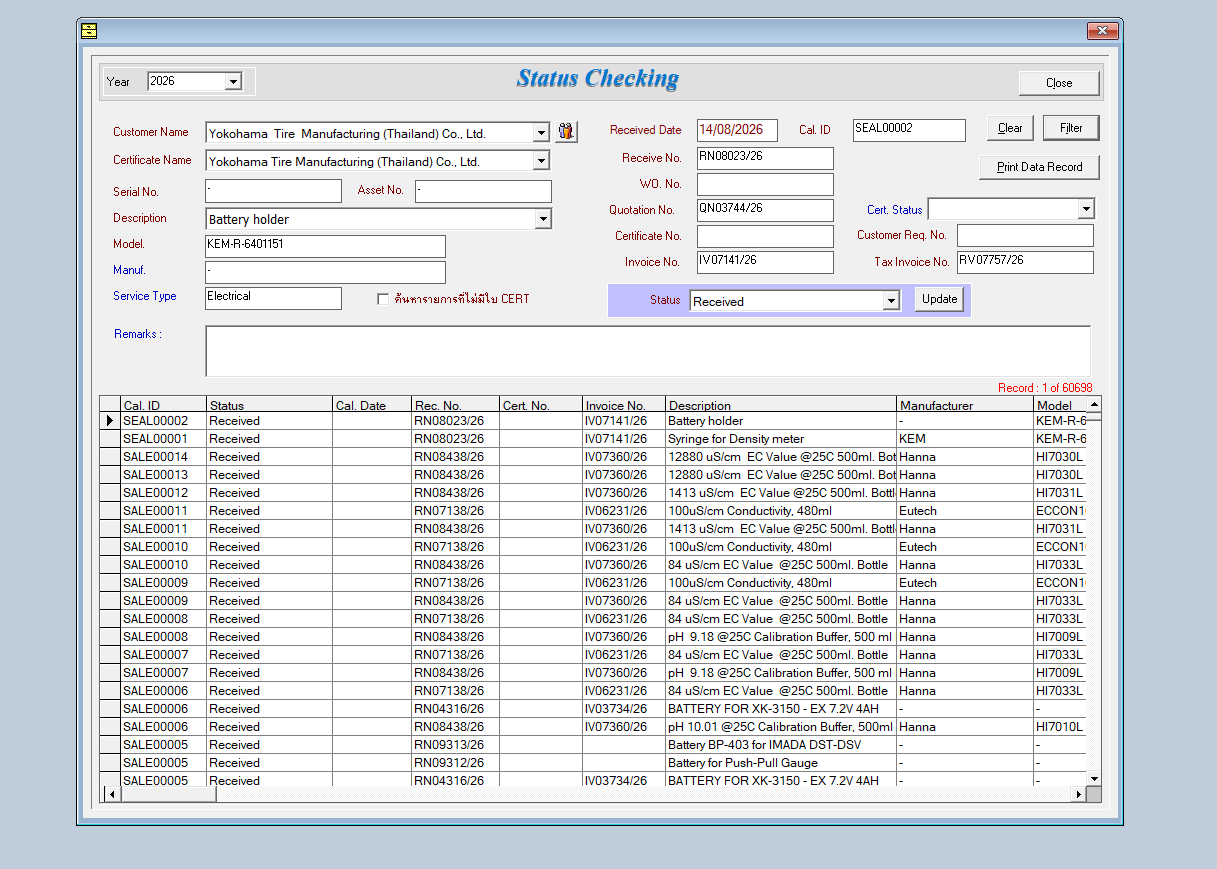 Year 2026 Status Checking Close
Customer Name Yokohama Tire Manufacturing (Thailand) Co., Ltd. Received Date 14/08/2026 Cal. ID SEAL00002 Clear Filter
Certificate Name Yokohama Tire Manufacturing (Thailand) Co., Ltd. Receive No. RN08023/26 Print Data Record
Serial No. - Asset No. - WO. No.
Description Battery holder Quotation No. QN03744/26 Cert. Status
Model. KEM-R-6401151 Certificate No. Customer Req. No.
Manuf. - Invoice No. IV07141/26 Tax Invoice No. RV07757/26
Service Type Electrical ค้นหารายการที่ไม่มีใบ CERT Status Received Update
Remarks :
Record : 1 of 60698
Cal. ID Status Cal. Date Rec. No. Cert. No. Invoice No. Description Manufacturer Model
SEAL00002 Received RN08023/26 IV07141/26 Battery holder - KEM-R-6
SEAL00001 Received RN08023/26 IV07141/26 Syringe for Density meter KEM KEM-R-6
SALE00014 Received RN08438/26 IV07360/26 12880 uS/cm EC Value @25C 500ml. Bot Hanna HI7030L
SALE00013 Received RN08438/26 IV07360/26 12880 uS/cm EC Value @25C 500ml. Bot Hanna HI7030L
SALE00012 Received RN08438/26 IV07360/26 1413 uS/cm EC Value @25C 500ml. Bottl Hanna HI7031L
SALE00011 Received RN07138/26 IV06231/26 100uS/cm Conductivity, 480ml Eutech ECCON1
SALE00011 Received RN08438/26 IV07360/26 1413 uS/cm EC Value @25C 500ml. Bottl Hanna HI7031L
SALE00010 Received RN07138/26 IV06231/26 100uS/cm Conductivity, 480ml Eutech ECCON1
SALE00010 Received RN08438/26 IV07360/26 84 uS/cm EC Value @25C 500ml. Bottle Hanna HI7033L
SALE00009 Received RN07138/26 IV06231/26 100uS/cm Conductivity, 480ml Eutech ECCON1
SALE00009 Received RN08438/26 IV07360/26 84 uS/cm EC Value @25C 500ml. Bottle Hanna HI7033L
SALE00008 Received RN07138/26 IV06231/26 84 uS/cm EC Value @25C 500ml. Bottle Hanna HI7033L
SALE00008 Received RN08438/26 IV07360/26 pH 9.18 @25C Calibration Buffer, 500 ml Hanna HI7009L
SALE00007 Received RN07138/26 IV06231/26 84 uS/cm EC Value @25C 500ml. Bottle Hanna HI7033L
SALE00007 Received RN08438/26 IV07360/26 pH 9.18 @25C Calibration Buffer, 500 ml Hanna HI7009L
SALE00006 Received RN07138/26 IV06231/26 84 uS/cm EC Value @25C 500ml. Bottle Hanna HI7033L
SALE00006 Received RN04316/26 IV03734/26 BATTERY FOR XK-3150 - EX 7.2V 4AH - -
SALE00006 Received RN08438/26 IV07360/26 pH 10.01 @25C Calibration Buffer, 500ml Hanna HI7010L
SALE00005 Received RN09313/26 Battery BP-403 for IMADA DST-DSV - -
SALE00005 Received RN09312/26 Battery for Push-Pull Gauge - -
SALE00005 Received RN04316/26 IV03734/26 BATTERY FOR XK-3150 - EX 7.2V 4AH - -